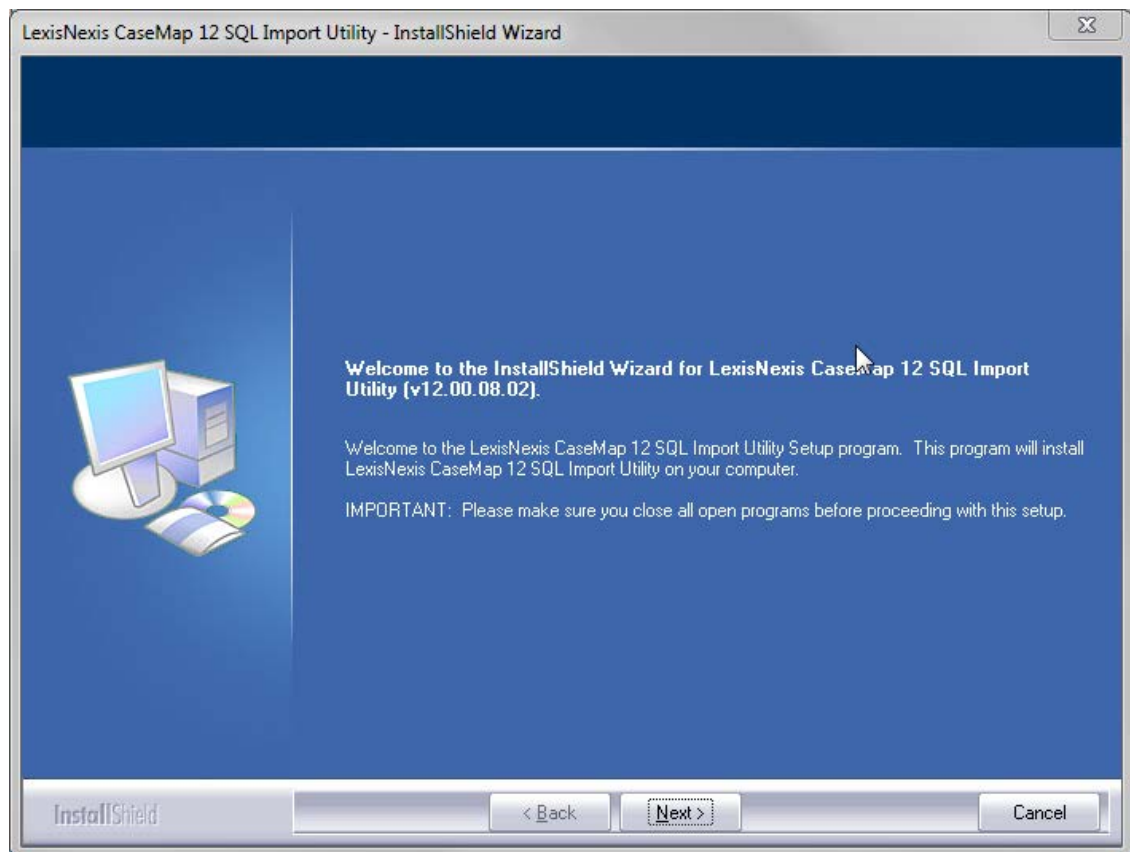 LexisNexis CaseMap 12 SQL Import Utility - InstallShield Wizard
Welcome to the InstallShield Wizard for LexisNexis CaseMap 12 SQL Import
Utility (v12.00.08.02).
Welcome to the LexisNexis CaseMap 12 SQL Import Utility Setup program.  This program will install
LexisNexis CaseMap 12 SQL Import Utility on your computer.
IMPORTANT:  Please make sure you close all open programs before proceeding with this setup.
InstallShield
< Back
Next >
Cancel